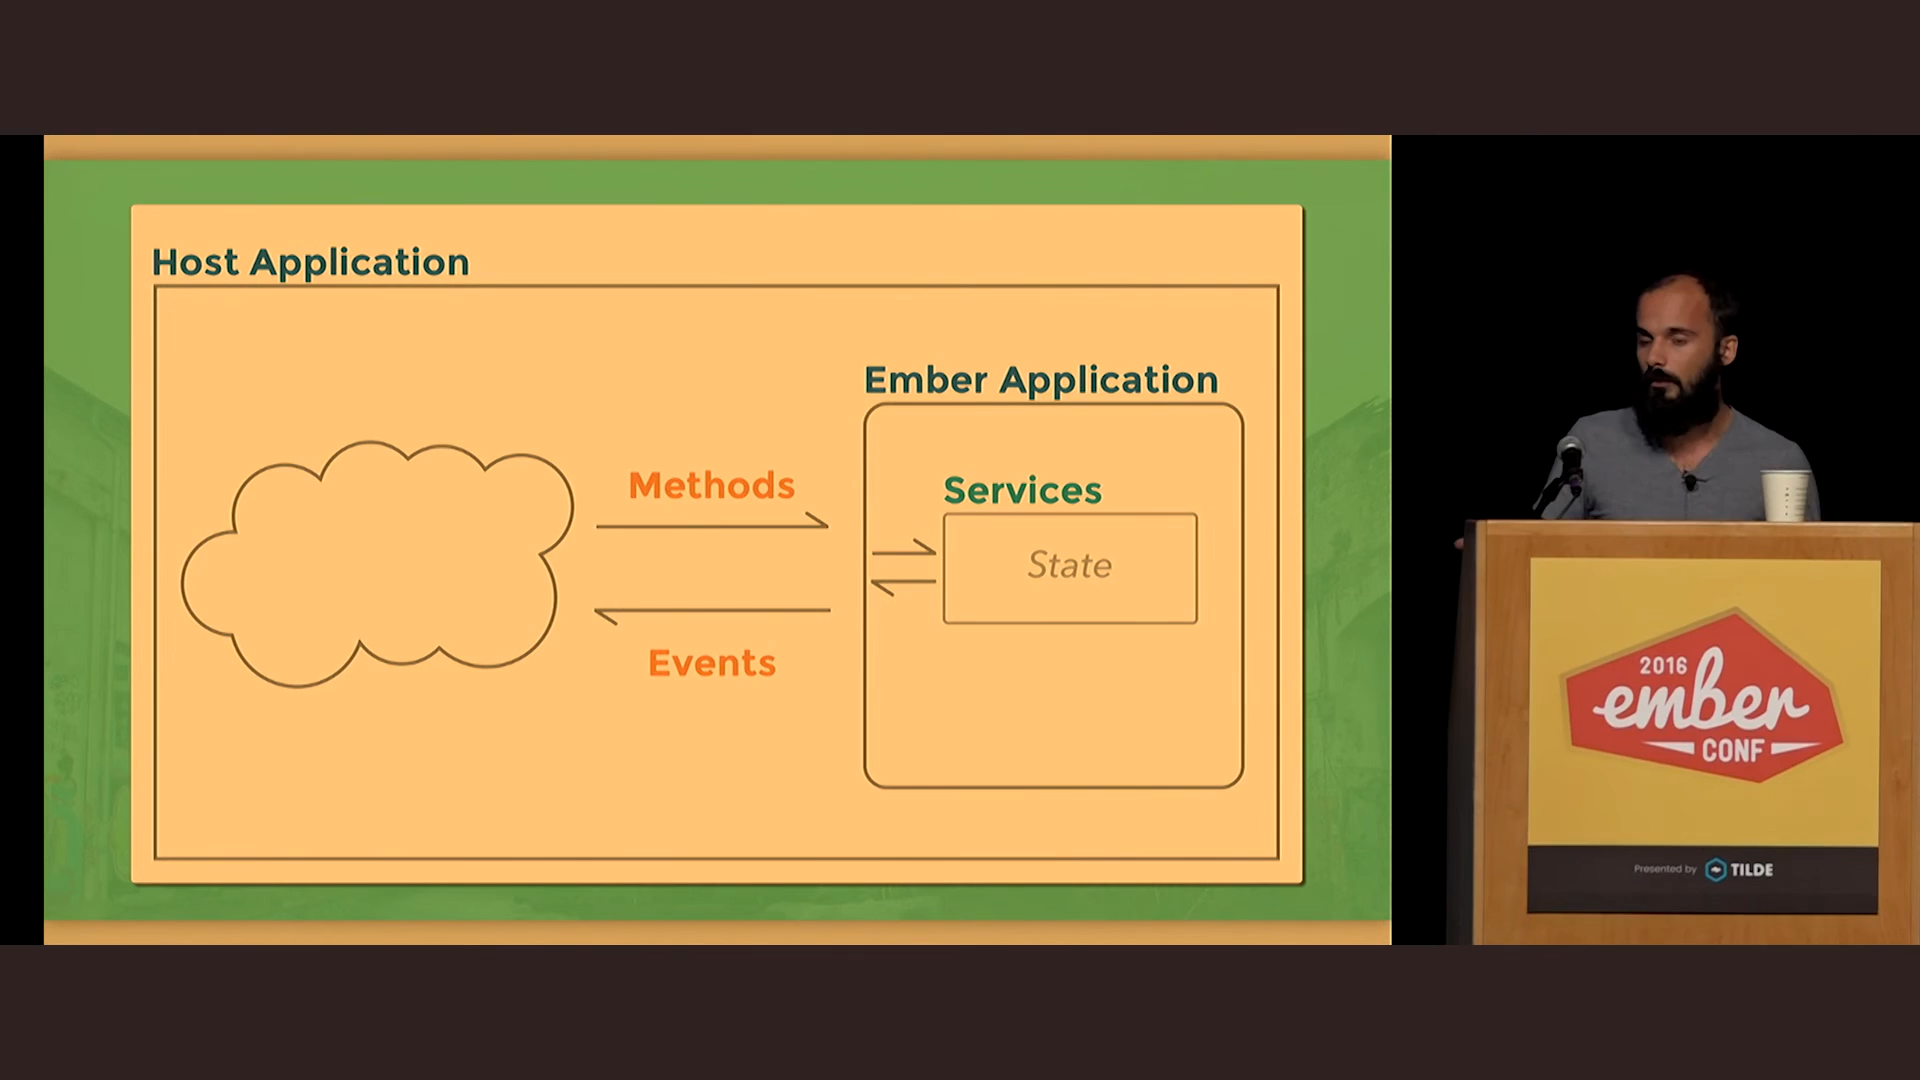 Host Application
Ember Application
Methods
Services
State
Events
2016
ember
CONF
Presented by TILDE